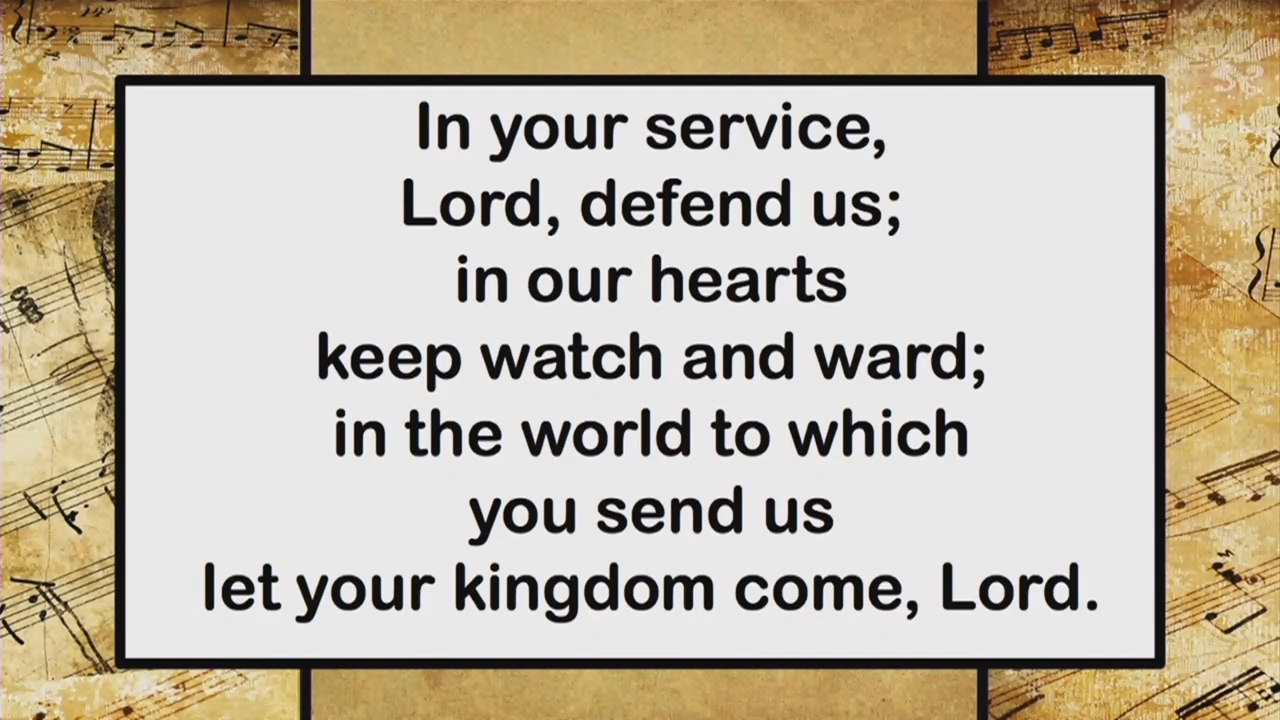 In your service,
Lord, defend us;
in our hearts
keep watch and ward;
in the world to which
you send us
let your kingdom come, Lord.